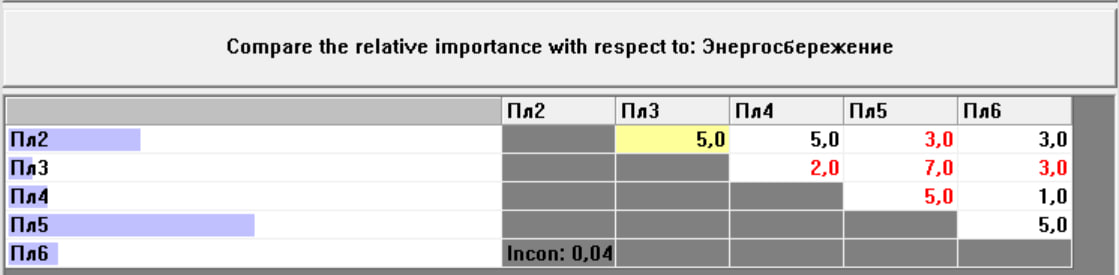 Compare the relative importance with respect to: Энергосбережение
Пл2 Пл3 Пл4 Пл5 Пл6
Пл2 5,0 5,0 3,0 3,0
Пл3 2,0 7,0 3,0
Пл4 5,0 1,0
Пл5 5,0
Пл6 Incon: 0,04